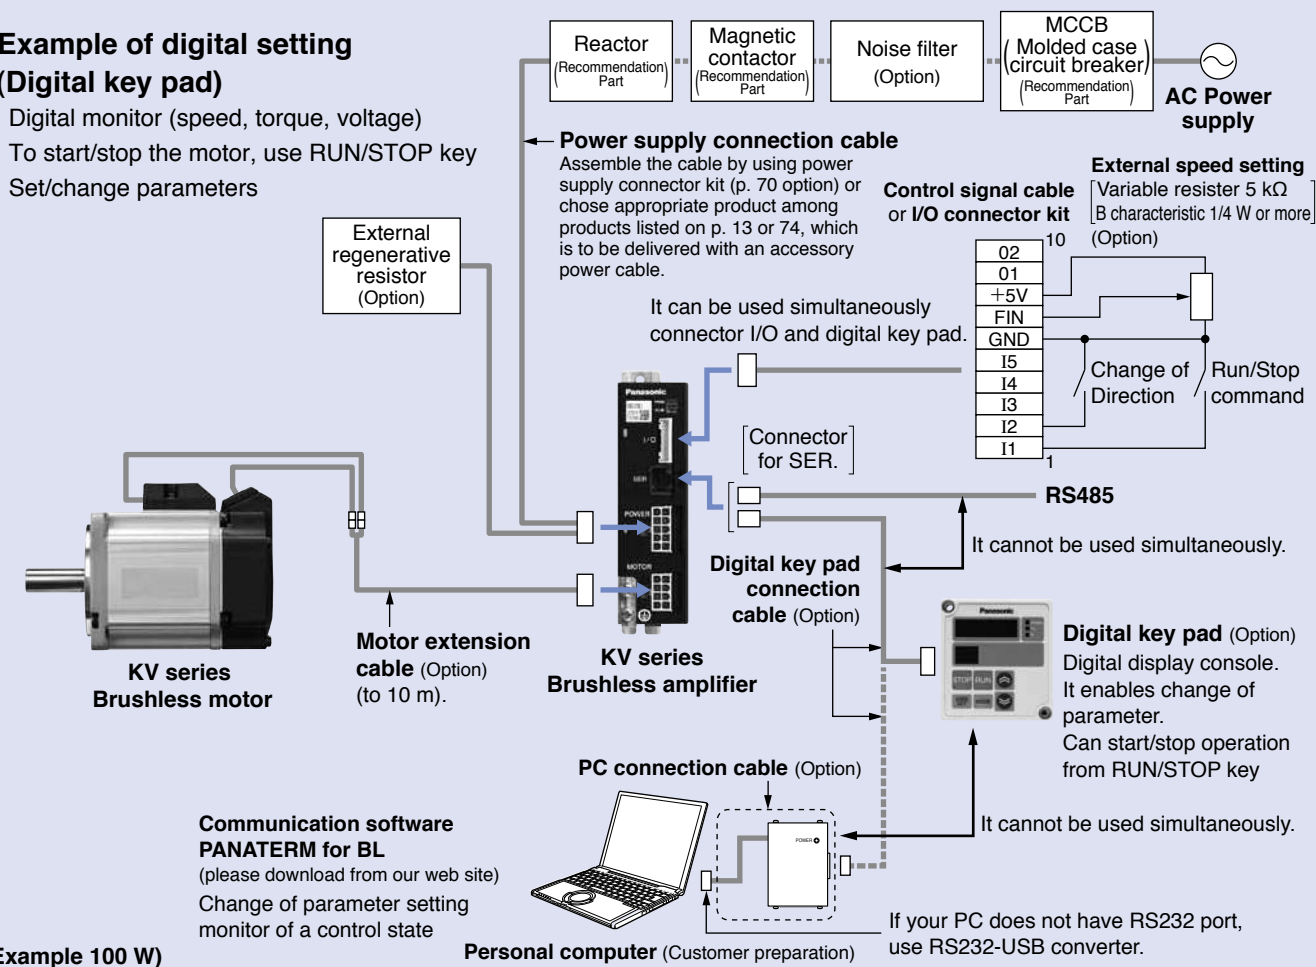 Example of digital setting
(Digital key pad)
Digital monitor (speed, torque, voltage)
To start/stop the motor, use RUN/STOP key
Set/change parameters
Reactor
(Recommendation Part)
Magnetic
contactor
(Recommendation Part)
Noise filter
(Option)
MCCB
(Molded case
circuit breaker)
(Recommendation Part)
AC Power
supply
Power supply connection cable
Assemble the cable by using power
supply connector kit (p. 70 option) or
chose appropriate product among
products listed on p. 13 or 74, which
is to be delivered with an accessory
power cable.
External
regenerative
resistor
(Option)
Control signal cable
or I/O connector kit
External speed setting
[Variable resister 5 kΩ
B characteristic 1/4 W or more]
(Option)
10
02
01
+5V
FIN
GND
I5
I4
I3
I2
I1
1
Change of
Direction
Run/Stop
command
It can be used simultaneously
connector I/O and digital key pad.
Panasonic
I/O
SER
POWER
MOTOR
[Connector
for SER.]
RS485
It cannot be used simultaneously.
Digital key pad
connection
cable (Option)
KV series
Brushless motor
Motor extension
cable (Option)
(to 10 m).
KV series
Brushless amplifier
Panasonic
STOP RUN
MODE
Digital key pad (Option)
Digital display console.
It enables change of
parameter.
Can start/stop operation
from RUN/STOP key
It cannot be used simultaneously.
PC connection cable (Option)
POWER
Communication software
PANATERM for BL
(please download from our web site)
Change of parameter setting
monitor of a control state
Personal computer (Customer preparation)
If your PC does not have RS232 port,
use RS232-USB converter.
Example 100 W)